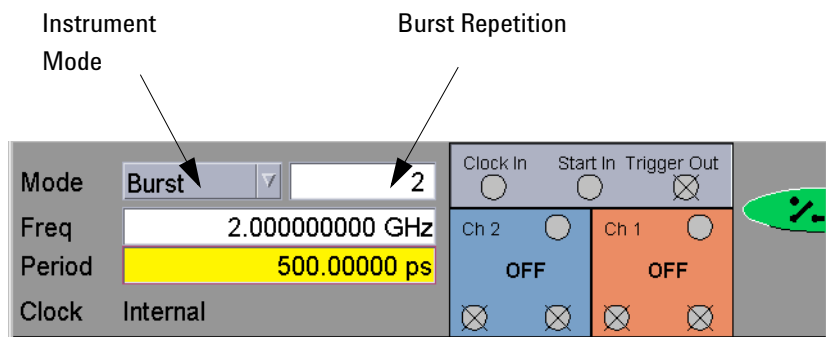 Instrument
Mode
Burst Repetition
Mode Burst 2
Freq 2.000000000 GHz
Period 500.00000 ps
Clock Internal
Clock In Start In Trigger Out
Ch 2 Ch 1
OFF OFF